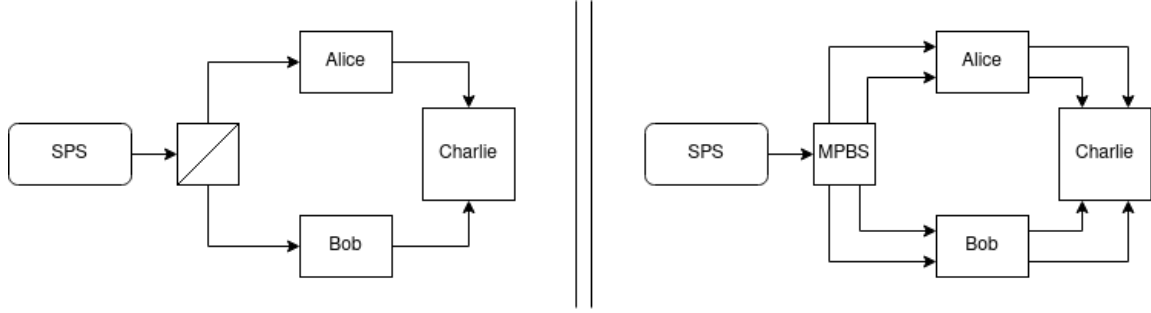 Alice
SPS
Charlie
Bob
Alice
SPS
MPBS
Charlie
Bob